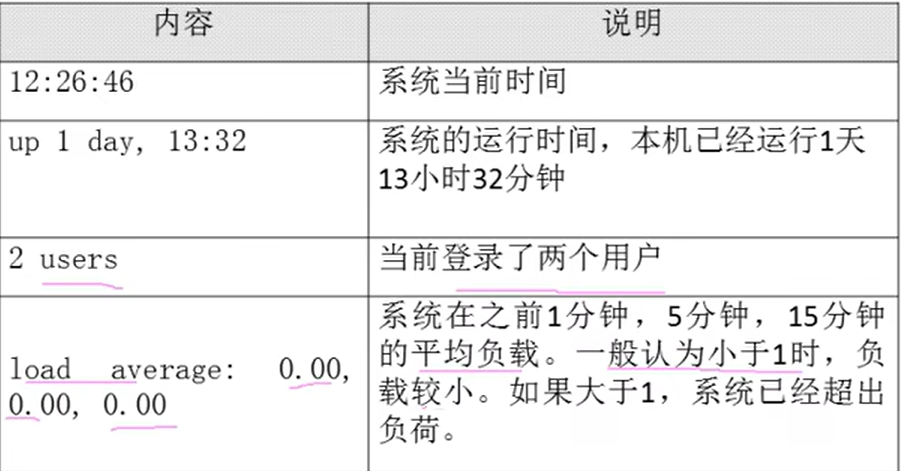 内容 说明
12:26:46 系统当前时间
up 1 day, 13:32 系统的运行时间，本机已经运行1天
13小时32分钟
2 users 当前登录了两个用户
系统在之前1分钟，5分钟，15分钟
load average: 0.00, 的平均负载。一般认为小于1时，负
0.00, 0.00 载较小。如果大于1，系统已经超出
负荷。